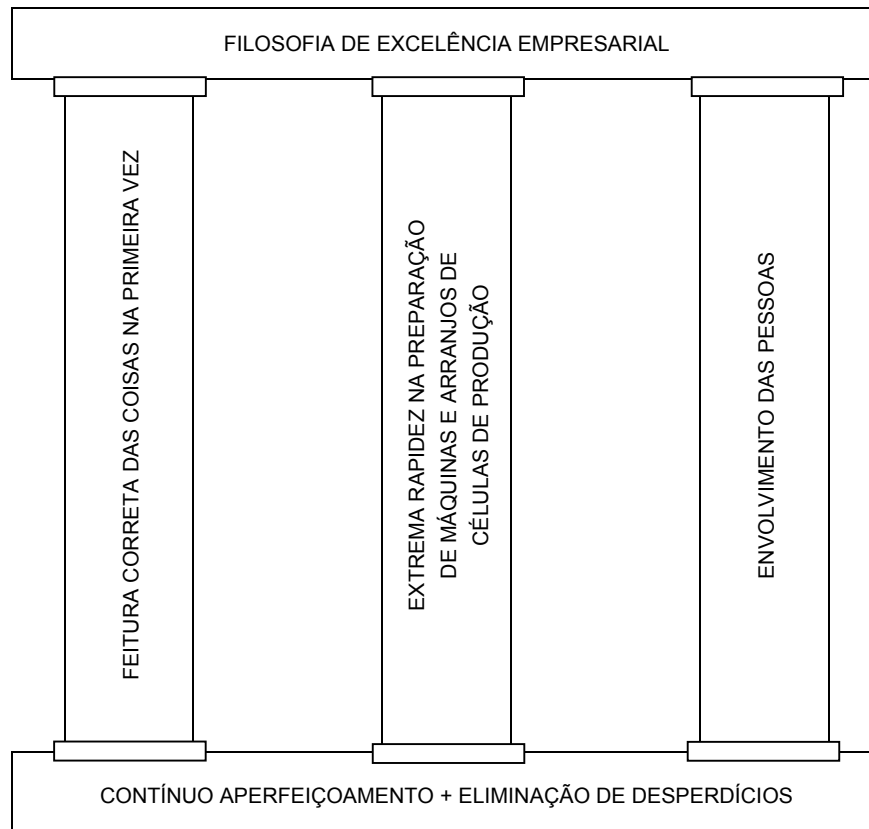 FILOSOFIA DE EXCELÊNCIA EMPRESARIAL
FEITURA CORRETA DAS COISAS NA PRIMEIRA VEZ
EXTREMA RAPIDEZ NA PREPARAÇÃO
DE MÁQUINAS E ARRANJOS DE
CÉLULAS DE PRODUÇÃO
ENVOLVIMENTO DAS PESSOAS
CONTÍNUO APERFEIÇOAMENTO + ELIMINAÇÃO DE DESPERDÍCIOS